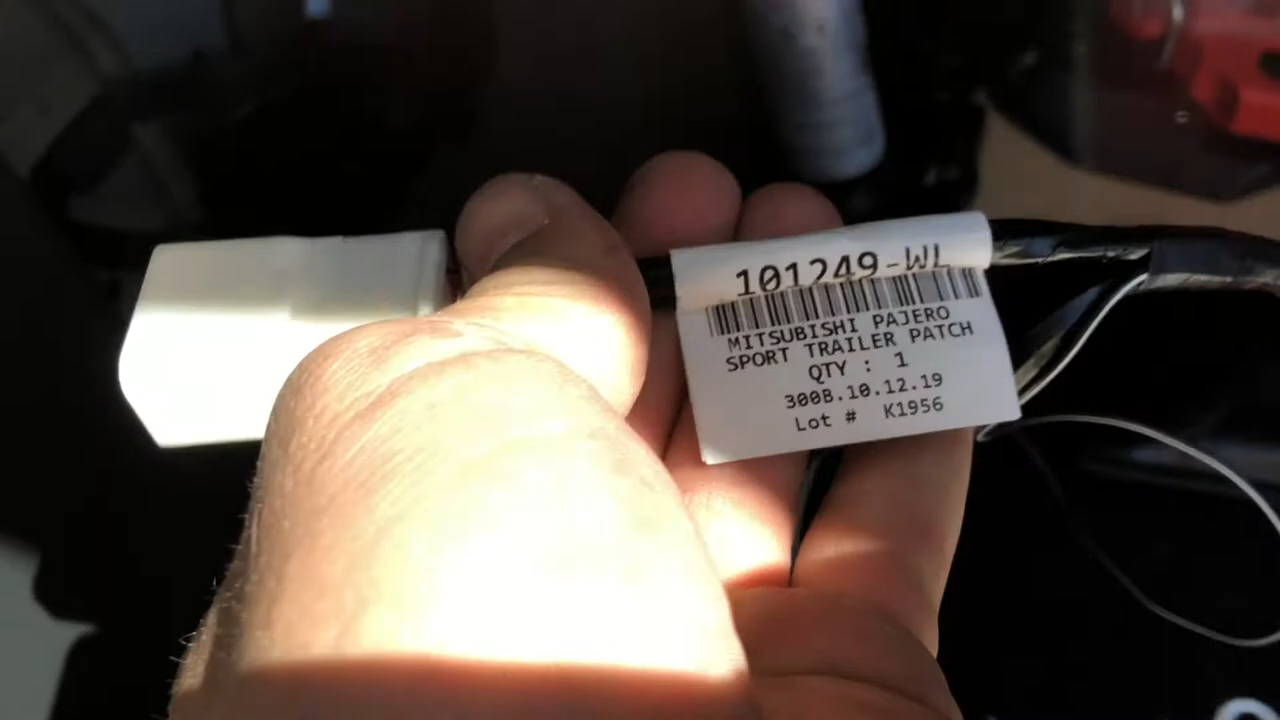 101249-WL
MITSUBISHI PAJERO
SPORT TRAILER PATCH
QTY : 1
300B.10.12.19
Lot # K1956